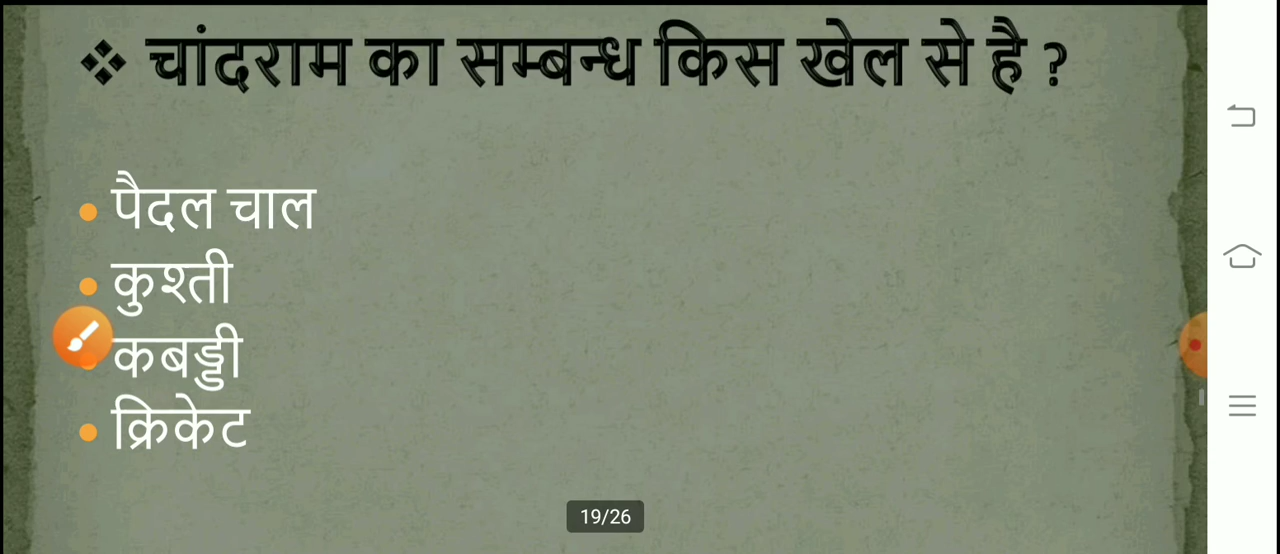 ❖ चांदराम का सम्बन्ध किस खेल से है ?
• पैदल चाल
• कुश्ती
• कबड्डी
• क्रिकेट
19/26